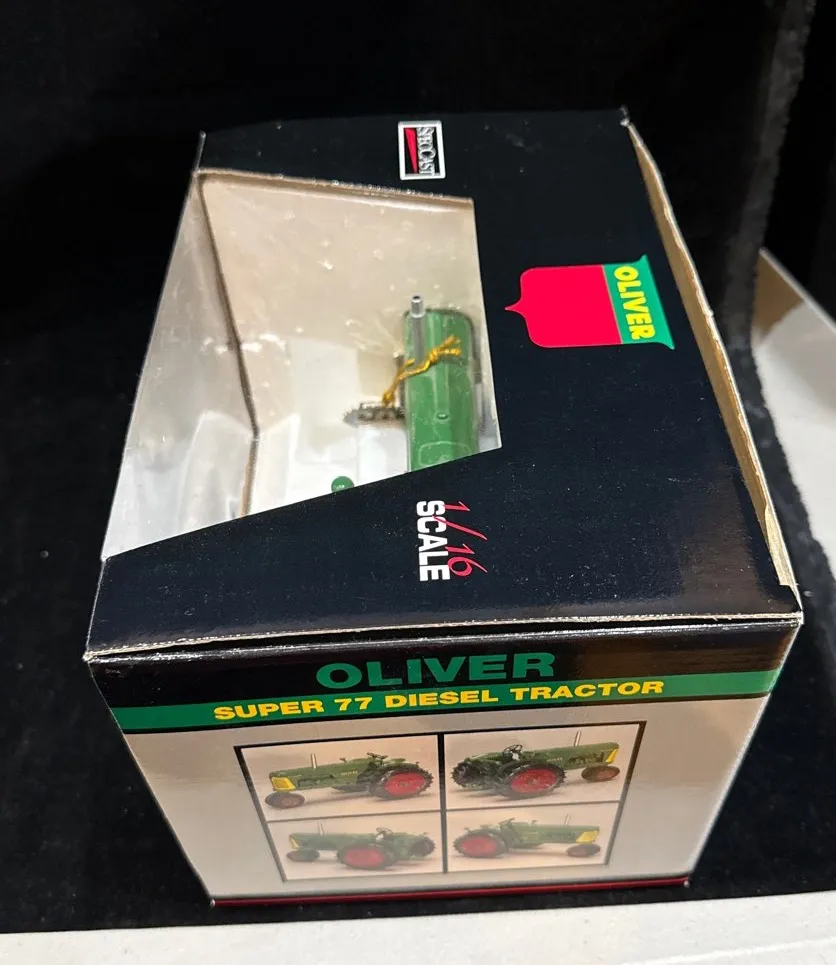 SPECCAST
OLIVER
1/16
SCALE
OLIVER
SUPER 77 DIESEL TRACTOR